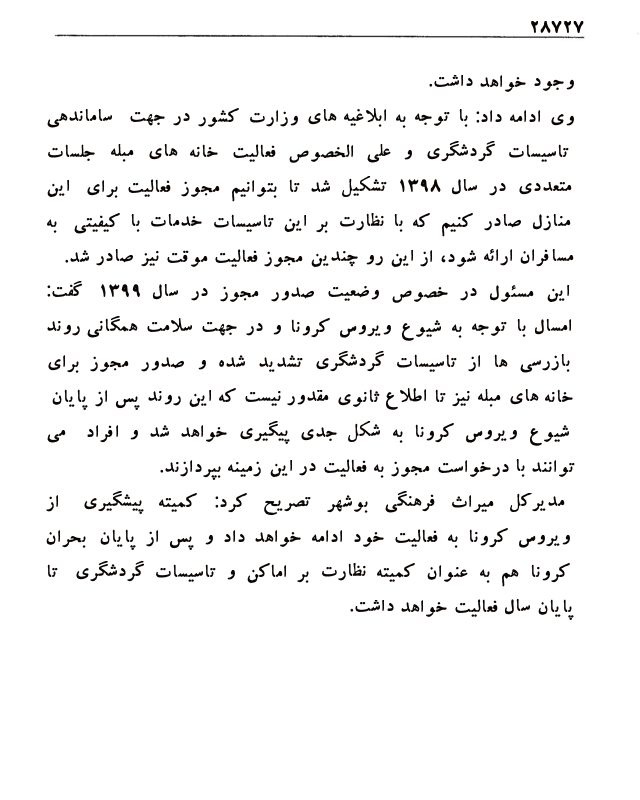 ۲۸۷۲۷
وجود خواهد داشت.
وی ادامه داد: با توجه به ابلاغیه های وزارت کشور در جهت ساماندهی
تاسیسات گردشگری و علی الخصوص فعالیت خانه های مبله جلسات
متعددی در سال ۱۳۹۸ تشکیل شد تا بتوانیم مجوز فعالیت برای این
منازل صادر کنیم که با نظارت بر این تاسیسات خدمات با کیفیتی به
مسافران ارائه شود، از این رو چندین مجوز فعالیت موقت نیز صادر شد.
این مسئول در خصوص وضعیت صدور مجوز در سال ۱۳۹۹ گفت:
امسال با توجه به شیوع ویروس کرونا و در جهت سلامت همگانی روند
بازرسی ها از تاسیسات گردشگری تشدید شده و صدور مجوز برای
خانه های مبله نیز تا اطلاع ثانوی مقدور نیست که این روند پس از پایان
شیوع ویروس کرونا به شکل جدی پیگیری خواهد شد و افراد می
توانند با درخواست مجوز به فعالیت در این زمینه بپردازند.
مدیرکل میراث فرهنگی بوشهر تصریح کرد: کمیته پیشگیری از
ویروس کرونا به فعالیت خود ادامه خواهد داد و پس از پایان بحران
کرونا هم به عنوان کمیته نظارت بر اماکن و تاسیسات گردشگری تا
پایان سال فعالیت خواهد داشت.